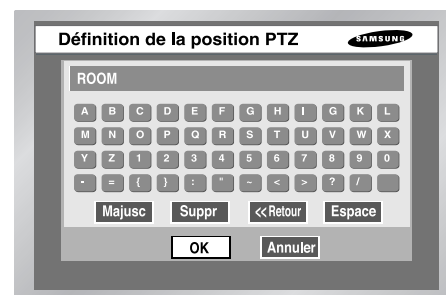 Définition de la position PTZ SAMSUNG
ROOM
A B C D E F G H I G K L
M N O P Q R S T U V W X
Y Z 1 2 3 4 5 6 7 8 9 0
- = { } : " ~ < > ? /
Majusc Suppr <<Retour Espace
OK Annuler